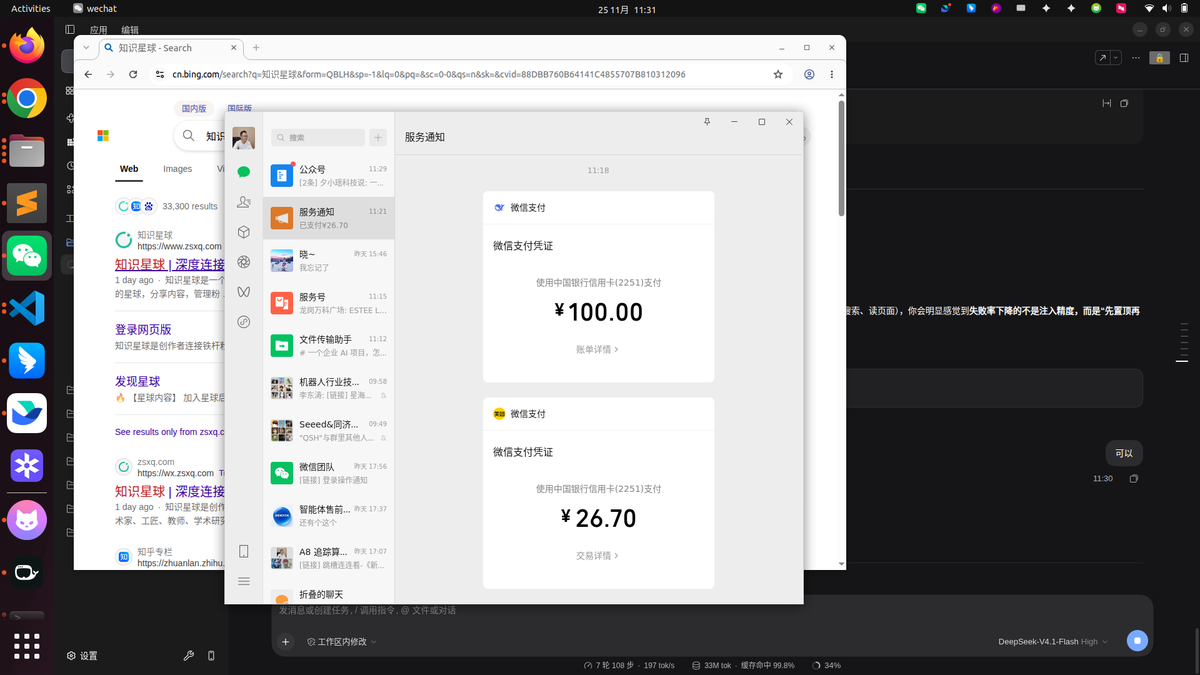 Activities
wechat
25 11月 11:31
应用 编辑
知识星球 - Search
cn.bing.com/search?q=知识星球&form=QBLH&sp=-1&lq=0&pq=&sc=0-0&qs=n&sk=&cvid=88DBB760B64141C4855707B810312096
国内版 国际版
知识
Web Images
33,300 results
知识星球
https://www.zsxq.com
知识星球 | 深度连接
1 day ago · 知识星球是一个
的星球，分享内容，管理粉
登录网页版
知识星球是创作者连接铁杆粉
发现星球
【星球内容】 加入星球后
See results only from zsxq.c
zsxq.com
https://wx.zsxq.com
知识星球 | 深度连接
1 day ago · 知识星球是创作
术家、工匠、教师、学术研究
知乎专栏
https://zhuanlan.zhihu.
搜索
公众号 11:29
[2条] 夕小瑶科技说: 一...
服务通知 11:21
已支付¥26.70
晓~ 昨天 15:46
我忘记了
服务号 11:15
龙岗万科广场: ESTEE L...
文件传输助手 11:12
# 一个企业 AI 项目，怎...
机器人行业技... 09:58
李东涛: [链接] 星海...
Seeed&同济... 09:49
"QSH"与群里其他人...
微信团队 昨天 17:56
[链接] 登录操作通知
智能体售前... 昨天 17:37
还有个这个
A8 追踪算... 昨天 17:07
[链接] 跳槽连连看-《新...
折叠的聊天
服务通知
11:18
微信支付
微信支付凭证
使用中国银行信用卡(2251)支付
¥100.00
账单详情
美团
微信支付
微信支付凭证
使用中国银行信用卡(2251)支付
¥26.70
交易详情
搜索、读页面），你会明显感觉到失败率下降的不是注入精度，而是“先置顶再
可以
11:30
发消息或创建任务, / 调用指令, @ 文件或对话
工作区内修改
DeepSeek-V4.1-Flash High
设置
7 轮 108 步 · 197 tok/s
33M tok · 缓存命中 99.8%
34%